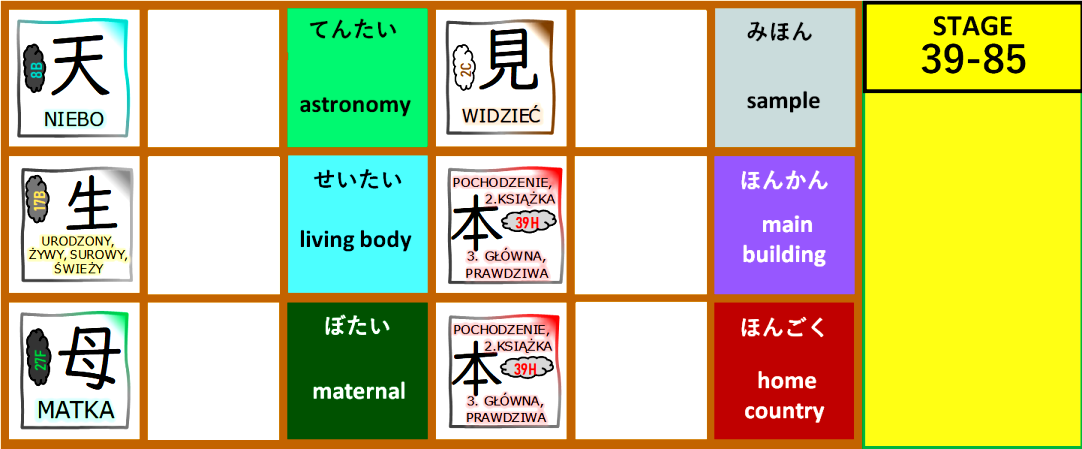 8B
天
NIEBO
てんたい
astronomy
2C
見
WIDZIEĆ
みほん
sample
STAGE
39-85
17B
生
URODZONY,
ŻYWY, SUROWY,
ŚWIEŻY
せいたい
living body
POCHODZENIE,
2.KSIĄŻKA
本
39H
3. GŁÓWNA,
PRAWDZIWA
ほんかん
main
building
27F
母
MATKA
ぼたい
maternal
POCHODZENIE,
2.KSIĄŻKA
本
39H
3. GŁÓWNA,
PRAWDZIWA
ほんごく
home
country